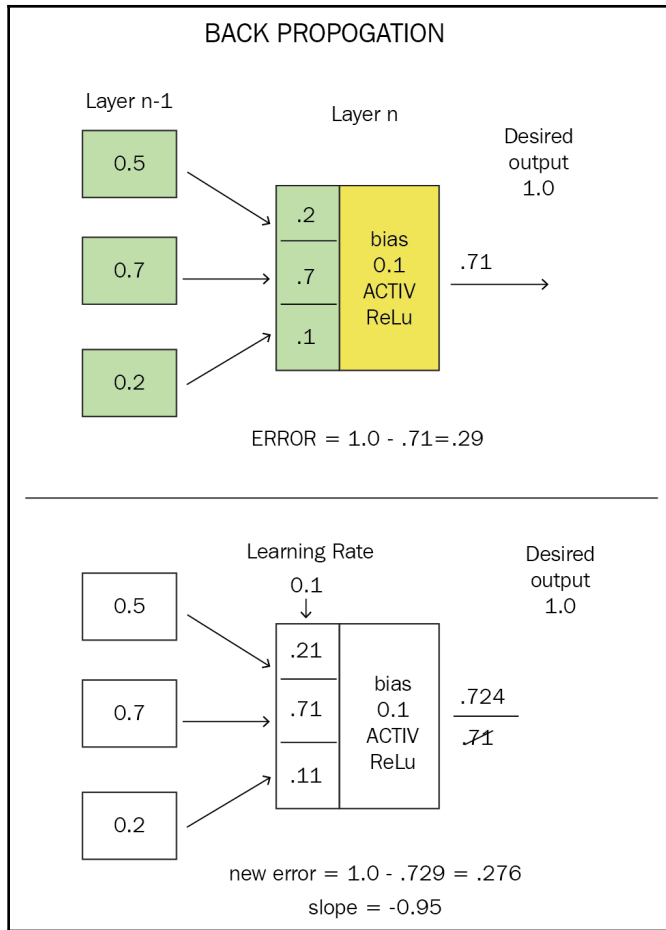 BACK PROPOGATION
Layer n-1
Layer n
Desired
output
1.0
0.5
0.7
0.2
.2
.7
.1
bias
0.1
ACTIV
ReLu
.71
ERROR = 1.0 - .71=.29
Learning Rate
0.1
Desired
output
1.0
0.5
0.7
0.2
.21
.71
.11
bias
0.1
ACTIV
ReLu
.724
.71
new error = 1.0 - .729 = .276
slope = -0.95